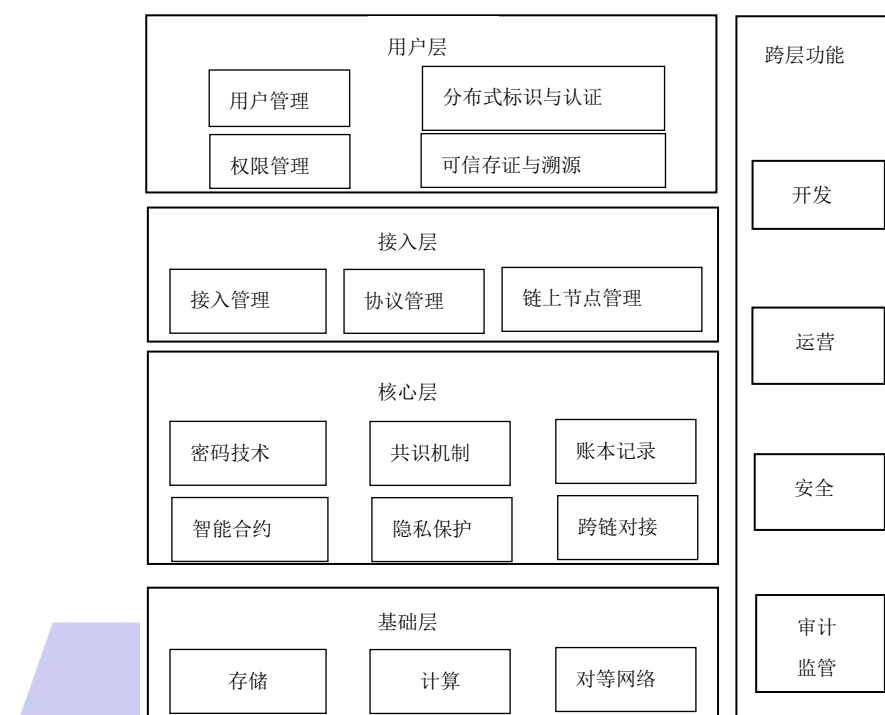 用户层
用户管理
分布式标识与认证
权限管理
可信存证与溯源
接入层
接入管理
协议管理
链上节点管理
核心层
密码技术
共识机制
账本记录
智能合约
隐私保护
跨链对接
基础层
存储
计算
对等网络
跨层功能
开发
运营
安全
审计
监管